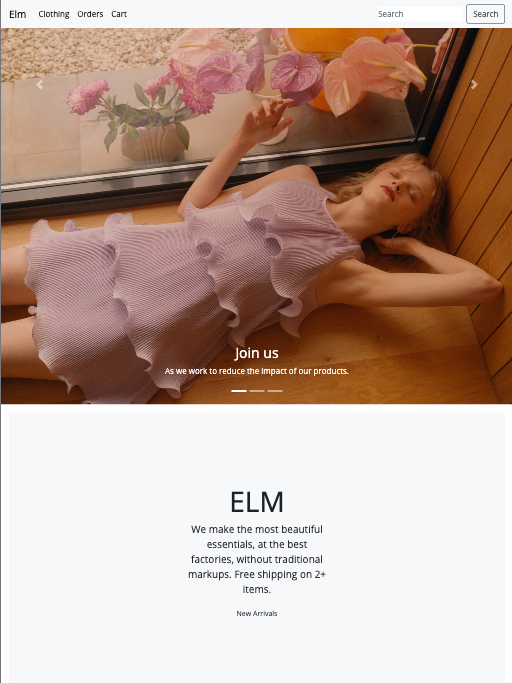 Elm Clothing Orders Cart Search Search
Join us
As we work to reduce the impact of our products.
ELM
We make the most beautiful
essentials, at the best
factories, without traditional
markups. Free shipping on 2+
items.
New Arrivals